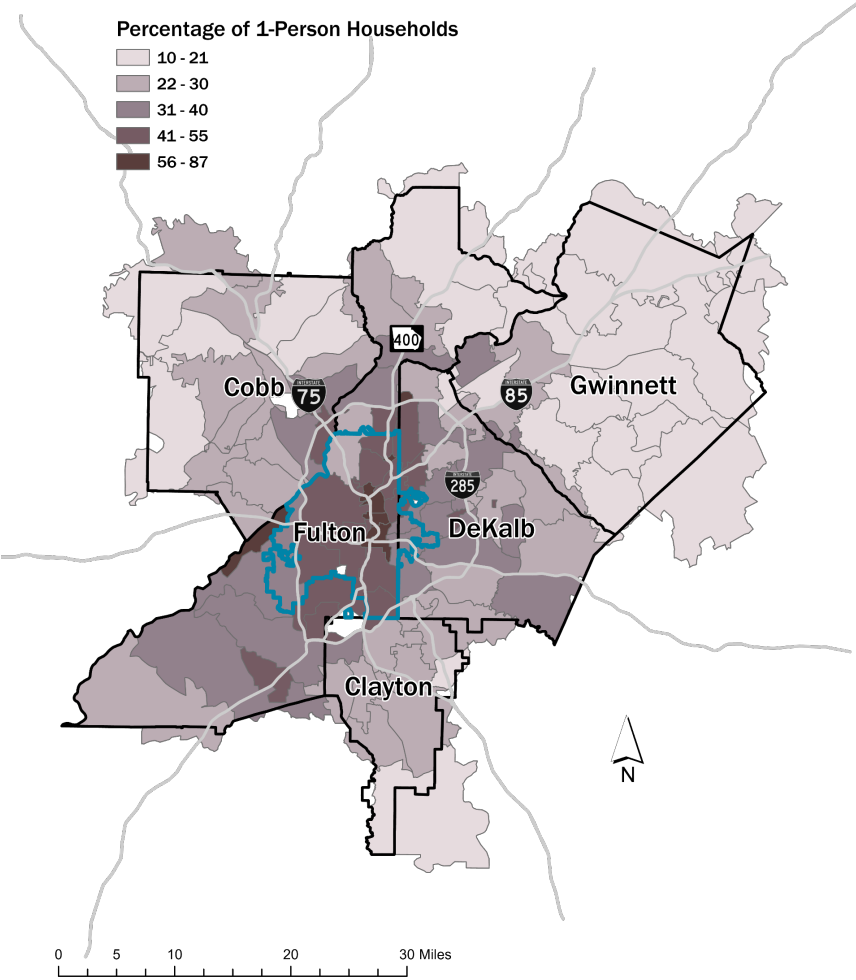 Percentage of 1-Person Households
10 - 21
22 - 30
31 - 40
41 - 55
56 - 87
400
Cobb
INTERSTATE
75
INTERSTATE
85
Gwinnett
INTERSTATE
285
Fulton
DeKalb
Clayton
N
0 5 10 20 30 Miles